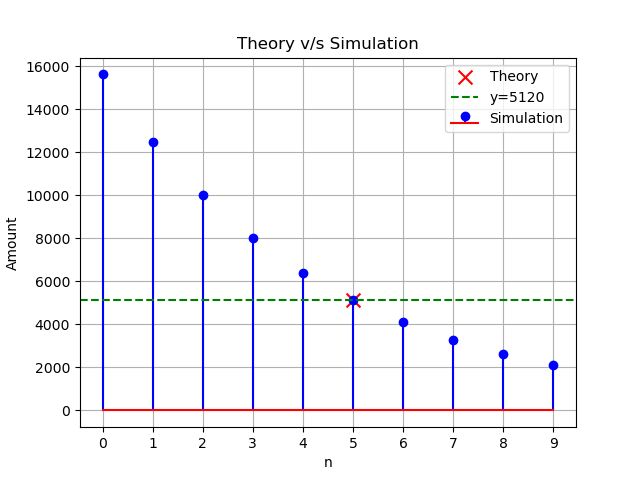 Theory v/s Simulation
Theory
y=5120
Simulation
Amount
16000
14000
12000
10000
8000
6000
4000
2000
0
0 1 2 3 4 5 6 7 8 9
n